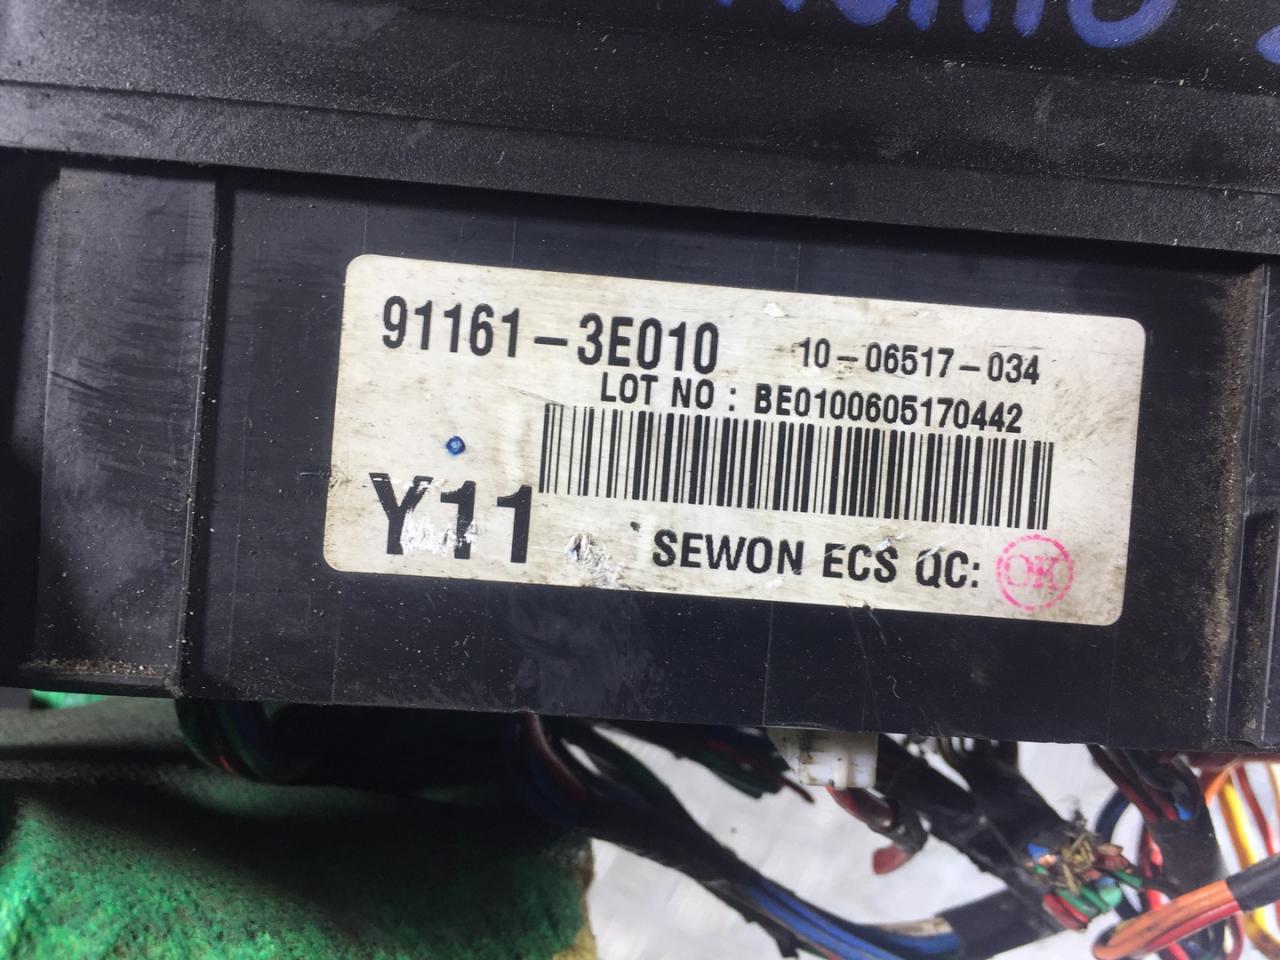 91161-3E010 10-06517-034
LOT NO : BE0100605170442
Y11
SEWON ECS QC: OK